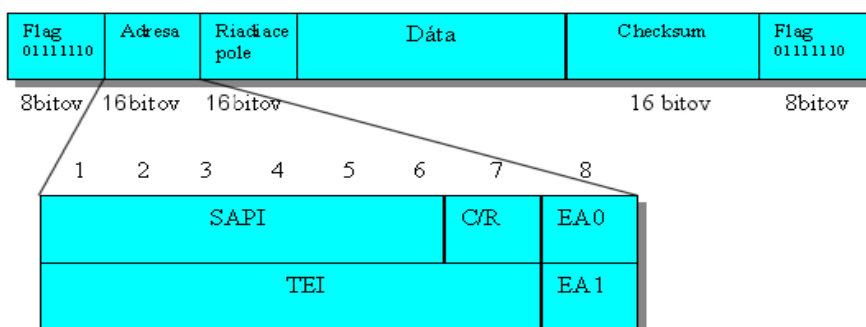 Flag
01111110
Adresa
Riadiace
pole
Dáta
Checksum
Flag
01111110
8bitov 16bitov 16bitov 16 bitov 8bitov
1 2 3 4 5 6 7 8
SAPI C/R EA0
TEI EA1